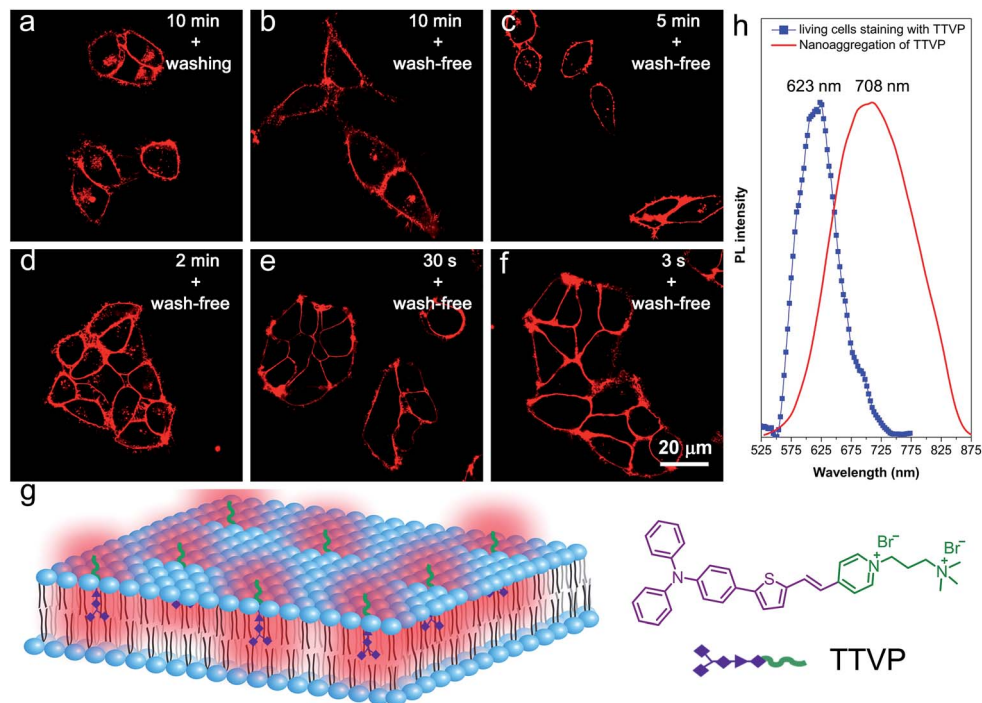 a
10 min
+
washing
b
10 min
+
wash-free
c
5 min
+
wash-free
d
2 min
+
wash-free
e
30 s
+
wash-free
f
3 s
+
wash-free
20 μm
h
living cells staining with TTVP
Nanoaggregation of TTVP
623 nm 708 nm
PL intensity
525 575 625 675 725 775 825 875
Wavelength (nm)
g
Br⁻
Br⁻
N
S
N
+
N
+
TTVP